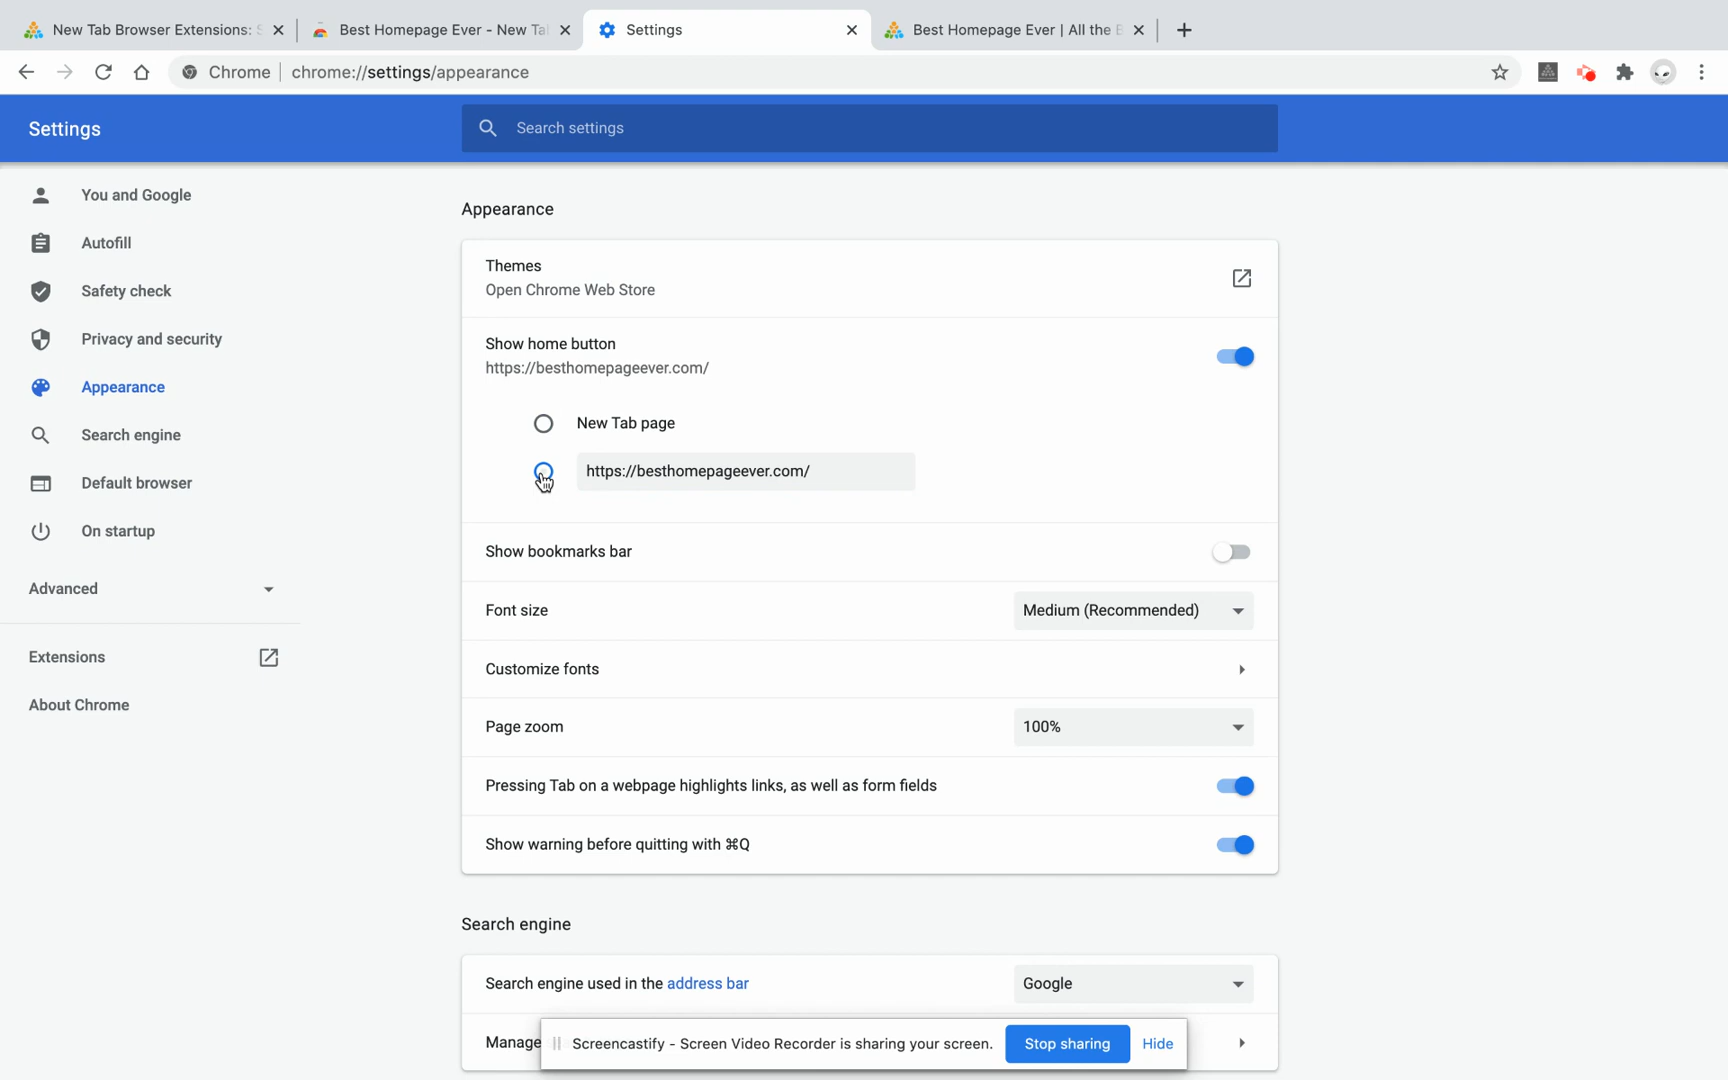 New Tab Browser Extensions: S
Best Homepage Ever - New Ta
Settings
Best Homepage Ever | All the B
Chrome
chrome://settings/appearance
Settings
Search settings
You and Google
Autofill
Safety check
Privacy and security
Appearance
Search engine
Default browser
On startup
Advanced
Extensions
About Chrome
Appearance
Themes
Open Chrome Web Store
Show home button
https://besthomepageever.com/
New Tab page
https://besthomepageever.com/
Show bookmarks bar
Font size
Medium (Recommended)
Customize fonts
Page zoom
100%
Pressing Tab on a webpage highlights links, as well as form fields
Show warning before quitting with ⌘Q
Search engine
Search engine used in the address bar
Google
Manage
Screencastify - Screen Video Recorder is sharing your screen.
Stop sharing
Hide